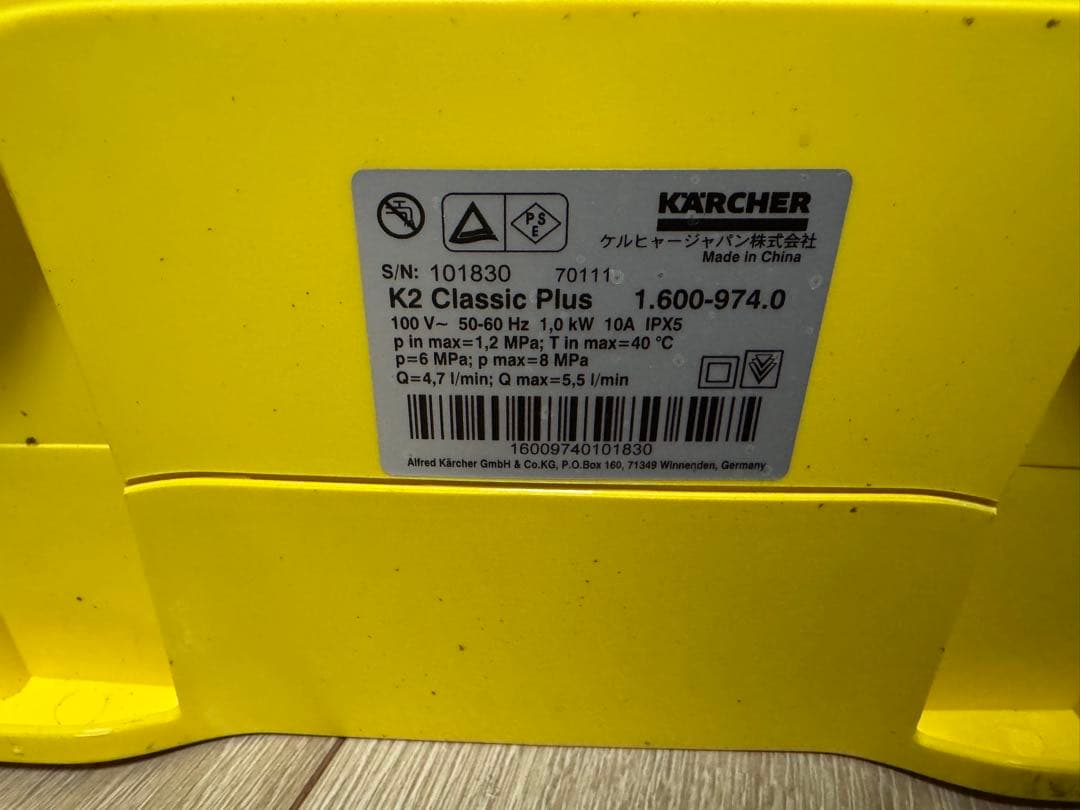 KÄRCHER
ケルヒャージャパン株式会社
Made in China
PSE
S/N: 101830 70111
K2 Classic Plus 1.600-974.0
100 V~ 50-60 Hz 1,0 kW 10A IPX5
p in max=1,2 MPa; T in max=40 °C
p=6 MPa; p max=8 MPa
Q=4,7 l/min; Q max=5,5 l/min
16009740101830
Alfred Kärcher GmbH & Co.KG, P.O.Box 160, 71349 Winnenden, Germany